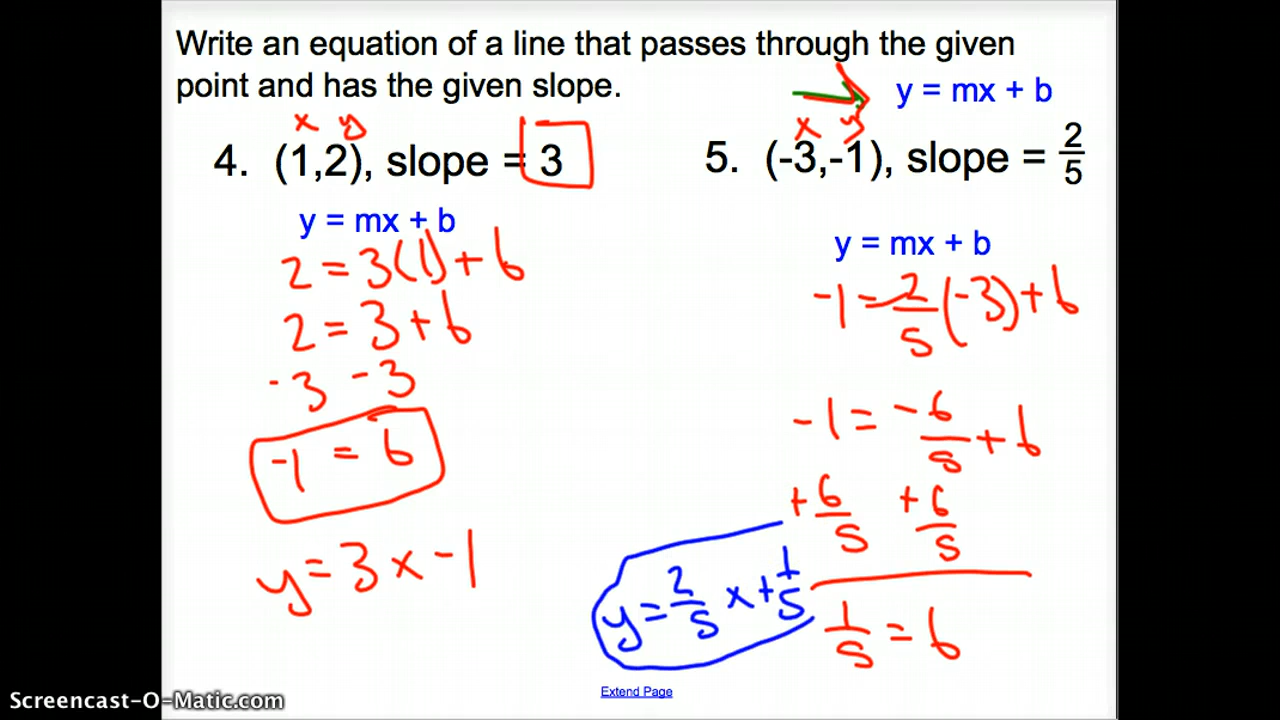 Write an equation of a line that passes through the given
point and has the given slope.
y = mx + b
x y
4. (1,2), slope = 3
y = mx + b
2 = 3(1) + b
2 = 3 + b
-3 -3
-1 = b
y = 3x - 1
x y
5. (-3,-1), slope = 2/5
y = mx + b
-1 = 2/5 (-3) + b
-1 = -6/5 + b
+6/5 +6/5
1/5 = b
y = 2/5 x + 1/5
Extend Page
Screencast-O-Matic.com